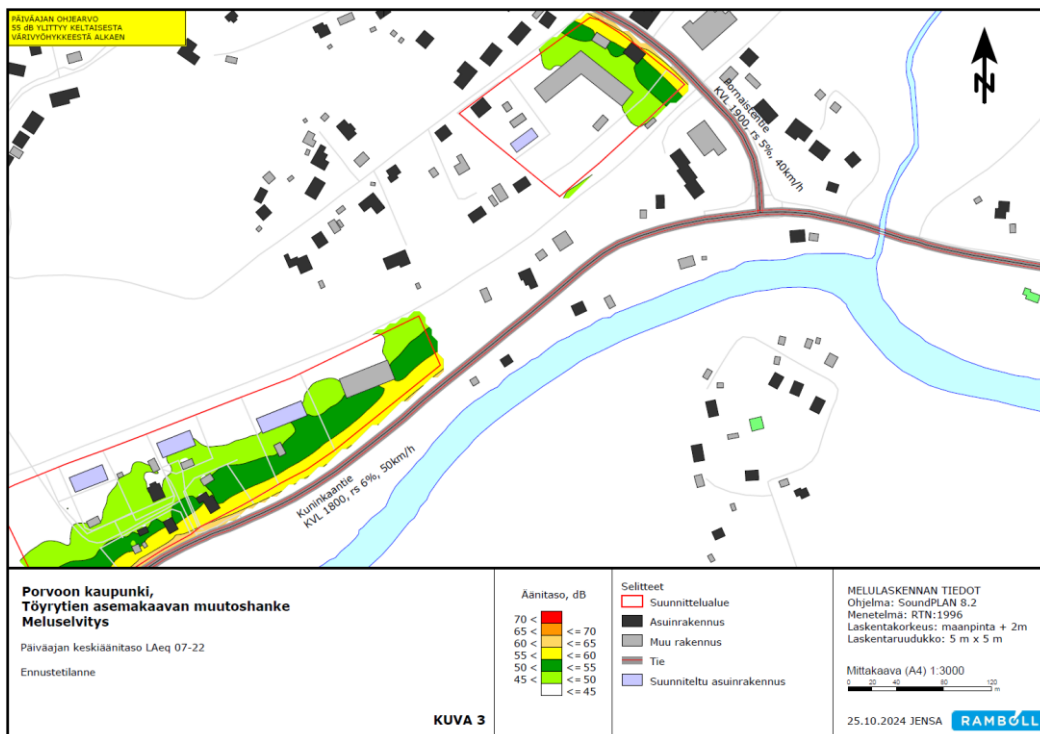 PÄIVÄAJAN OHJEARVO
55 dB YLITTYY KELTAISESTA
VÄRIVYÖHYKKEESTÄ ALKAEN
N
Pornaistentie
KVL 1900, rs 5%, 40km/h
Kuninkaantie
KVL 1800, rs 6%, 50km/h
Porvoon kaupunki,
Töyrytien asemakaavan muutoshanke
Meluselvitys
Päiväajan keskiäänitaso LAeq 07-22
Ennustetilanne
KUVA 3
Äänitaso, dB
70 <
65 < <= 70
60 < <= 65
55 < <= 60
50 < <= 55
45 < <= 50
<= 45
Selitteet
Suunnittelualue
Asuinrakennus
Muu rakennus
Tie
Suunniteltu asuinrakennus
MELULASKENNAN TIEDOT
Ohjelma: SoundPLAN 8.2
Menetelmä: RTN:1996
Laskentakorkeus: maanpinta + 2m
Laskentaruudukko: 5 m x 5 m
Mittakaava (A4) 1:3000
0 20 40 60 80 120
m
25.10.2024 JENSA
RAMBOLL